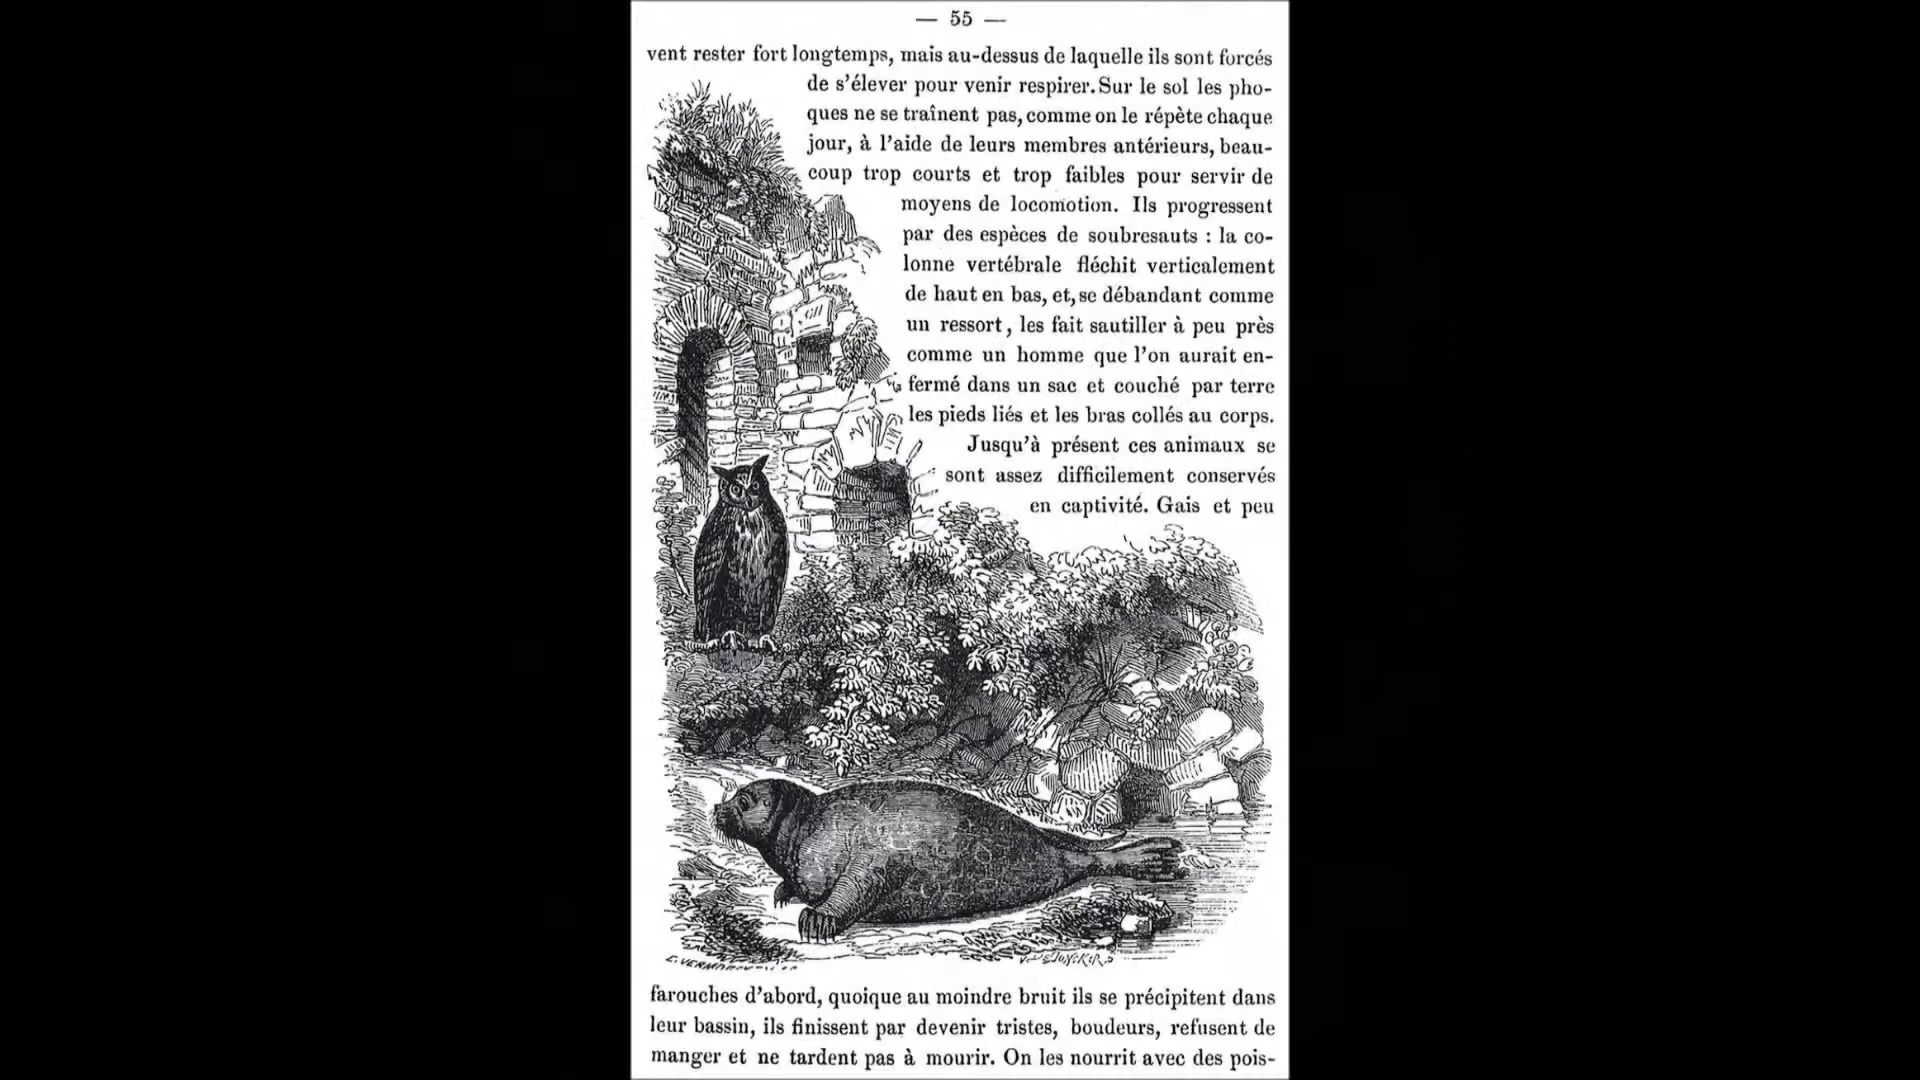 — 55 —
vent rester fort longtemps, mais au-dessus de laquelle ils sont forcés
de s'élever pour venir respirer. Sur le sol les pho-
ques ne se traînent pas, comme on le répète chaque
jour, à l'aide de leurs membres antérieurs, beau-
coup trop courts et trop faibles pour servir de
moyens de locomotion. Ils progressent
par des espèces de soubresauts : la co-
lonne vertébrale fléchit verticalement
de haut en bas, et, se débandant comme
un ressort, les fait sautiller à peu près
comme un homme que l'on aurait en-
fermé dans un sac et couché par terre
les pieds liés et les bras collés au corps.
Jusqu'à présent ces animaux se
sont assez difficilement conservés
en captivité. Gais et peu
farouches d'abord, quoique au moindre bruit ils se précipitent dans
leur bassin, ils finissent par devenir tristes, boudeurs, refusent de
manger et ne tardent pas à mourir. On les nourrit avec des pois-